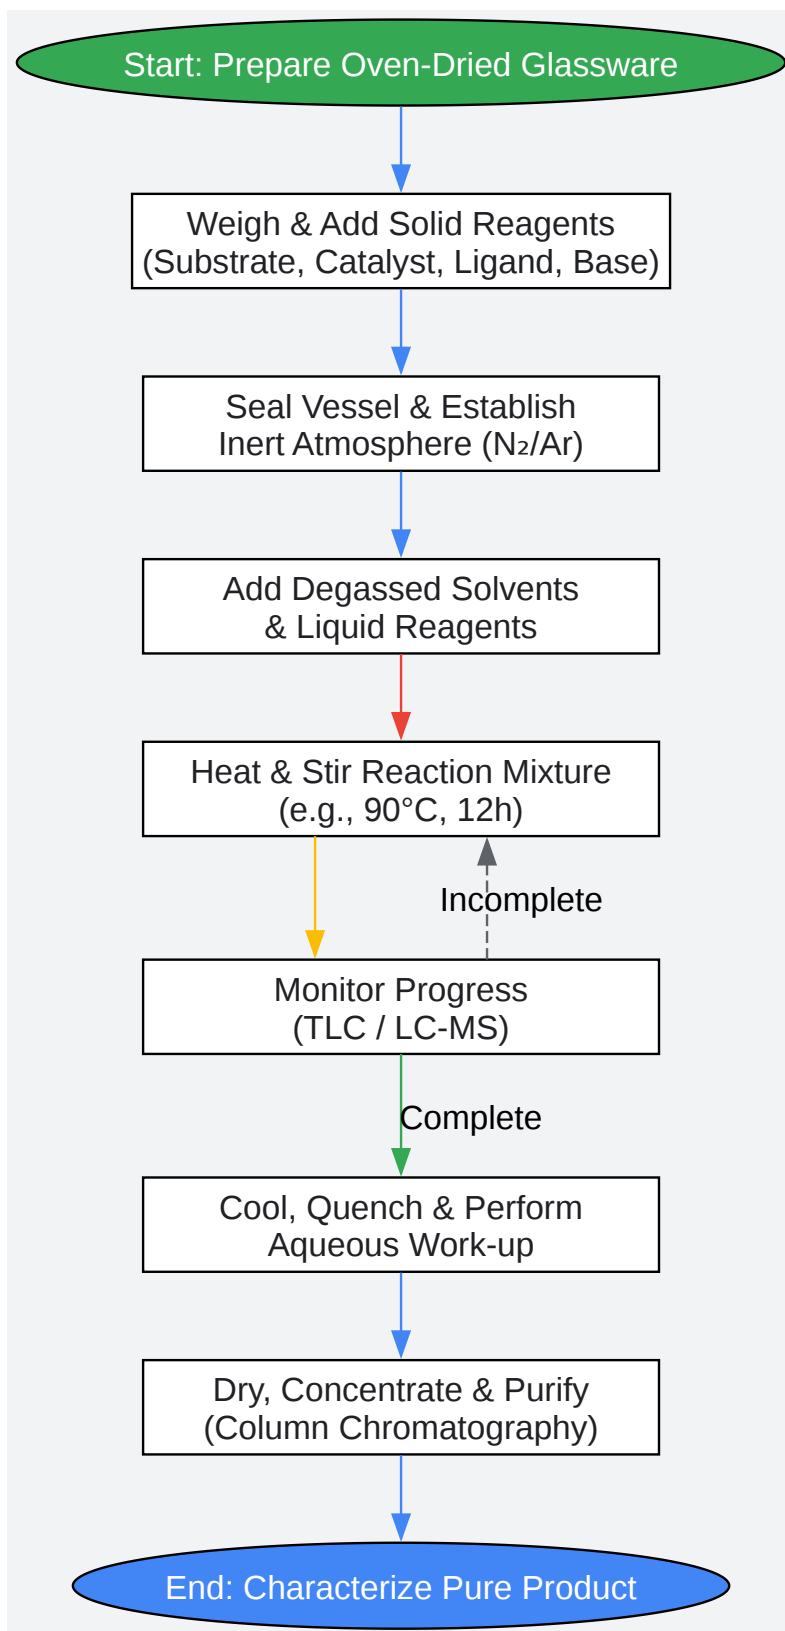 Start: Prepare Oven-Dried Glassware
Weigh & Add Solid Reagents
(Substrate, Catalyst, Ligand, Base)
Seal Vessel & Establish
Inert Atmosphere (N₂/Ar)
Add Degassed Solvents
& Liquid Reagents
Heat & Stir Reaction Mixture
(e.g., 90°C, 12h)
Incomplete
Monitor Progress
(TLC / LC-MS)
Complete
Cool, Quench & Perform
Aqueous Work-up
Dry, Concentrate & Purify
(Column Chromatography)
End: Characterize Pure Product